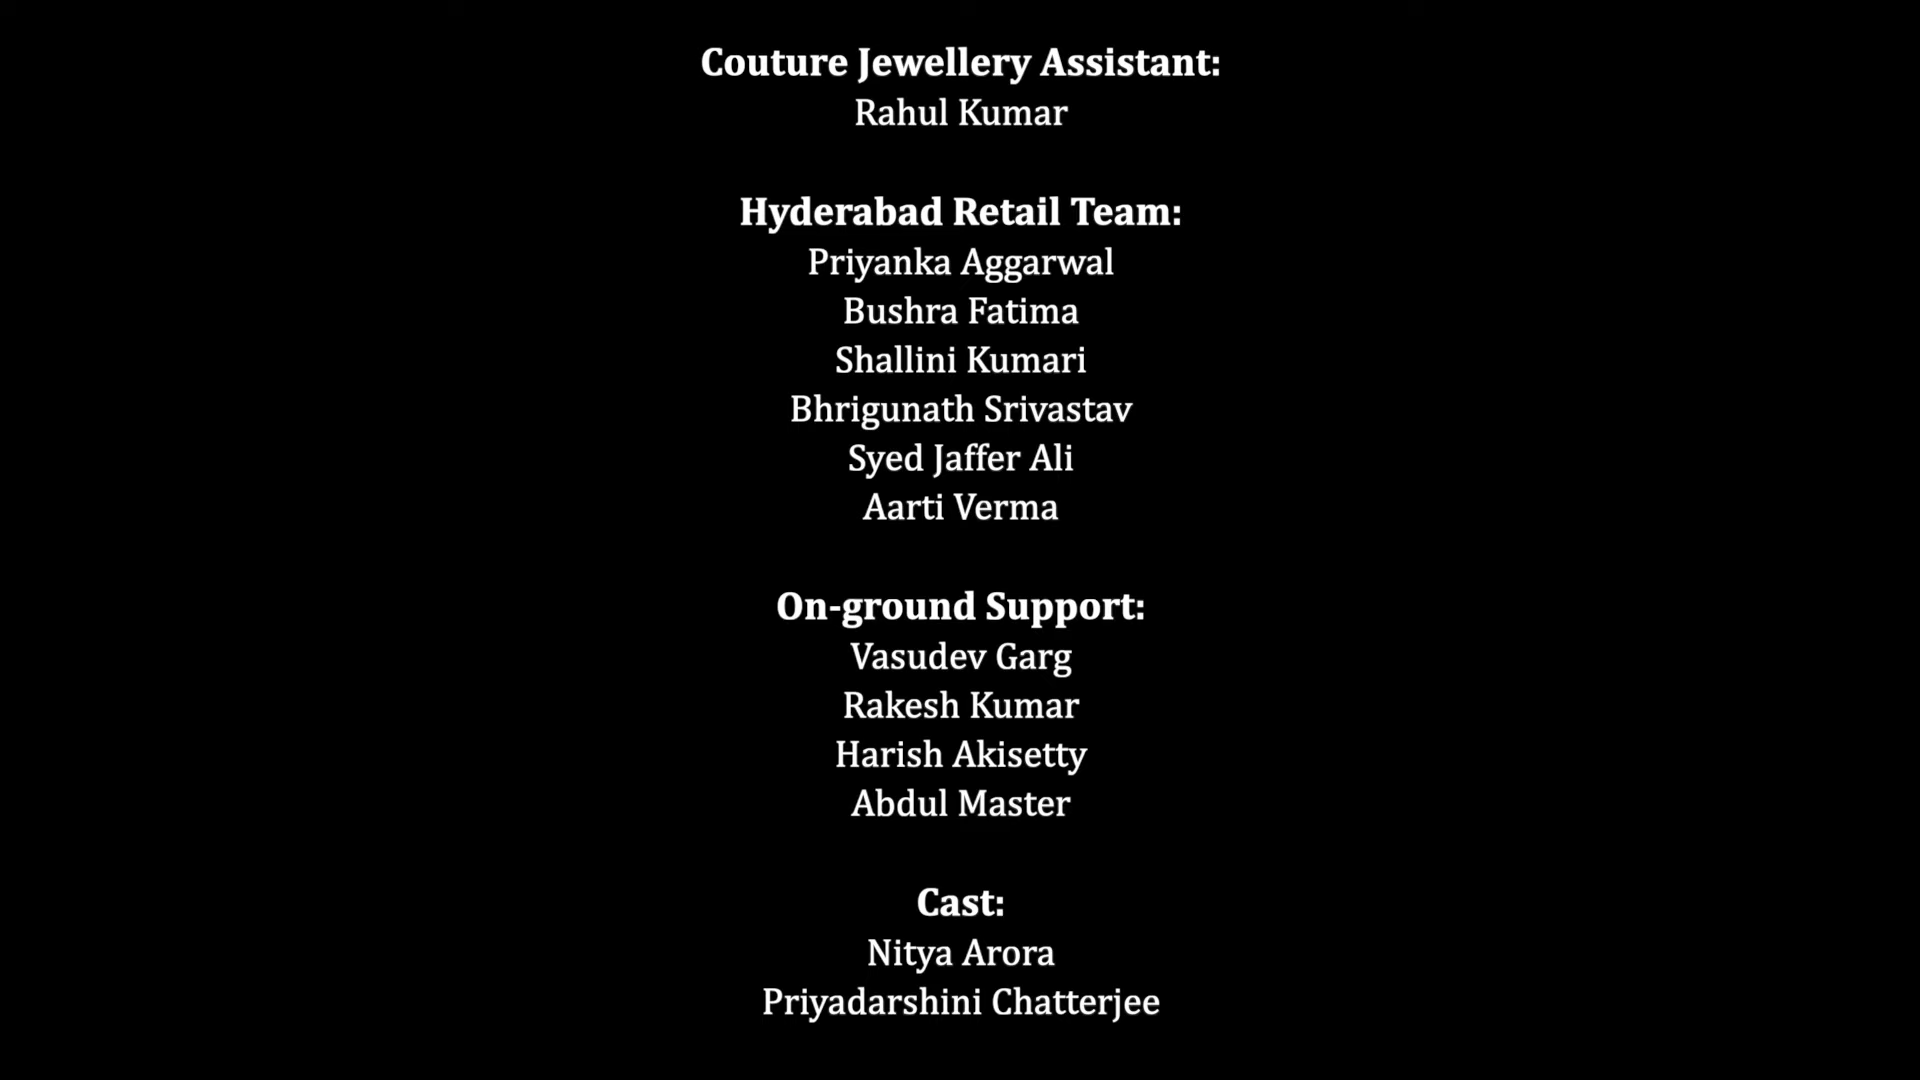 Couture Jewellery Assistant:
Rahul Kumar
Hyderabad Retail Team:
Priyanka Aggarwal
Bushra Fatima
Shallini Kumari
Bhrigunath Srivastav
Syed Jaffer Ali
Aarti Verma
On-ground Support:
Vasudev Garg
Rakesh Kumar
Harish Akisetty
Abdul Master
Cast:
Nitya Arora
Priyadarshini Chatterjee